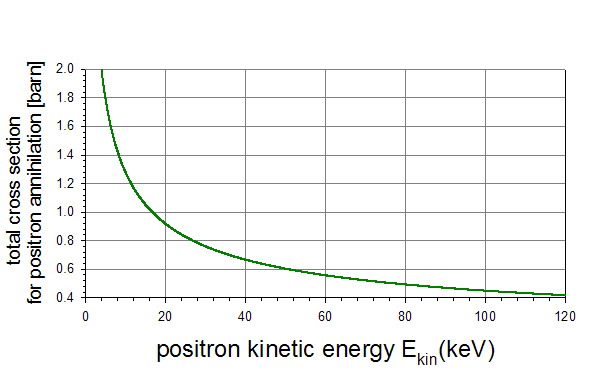 total cross section
for positron annihilation [barn]
2.0
1.8
1.6
1.4
1.2
1.0
0.8
0.6
0.4
0 20 40 60 80 100 120
positron kinetic energy Ekin(keV)